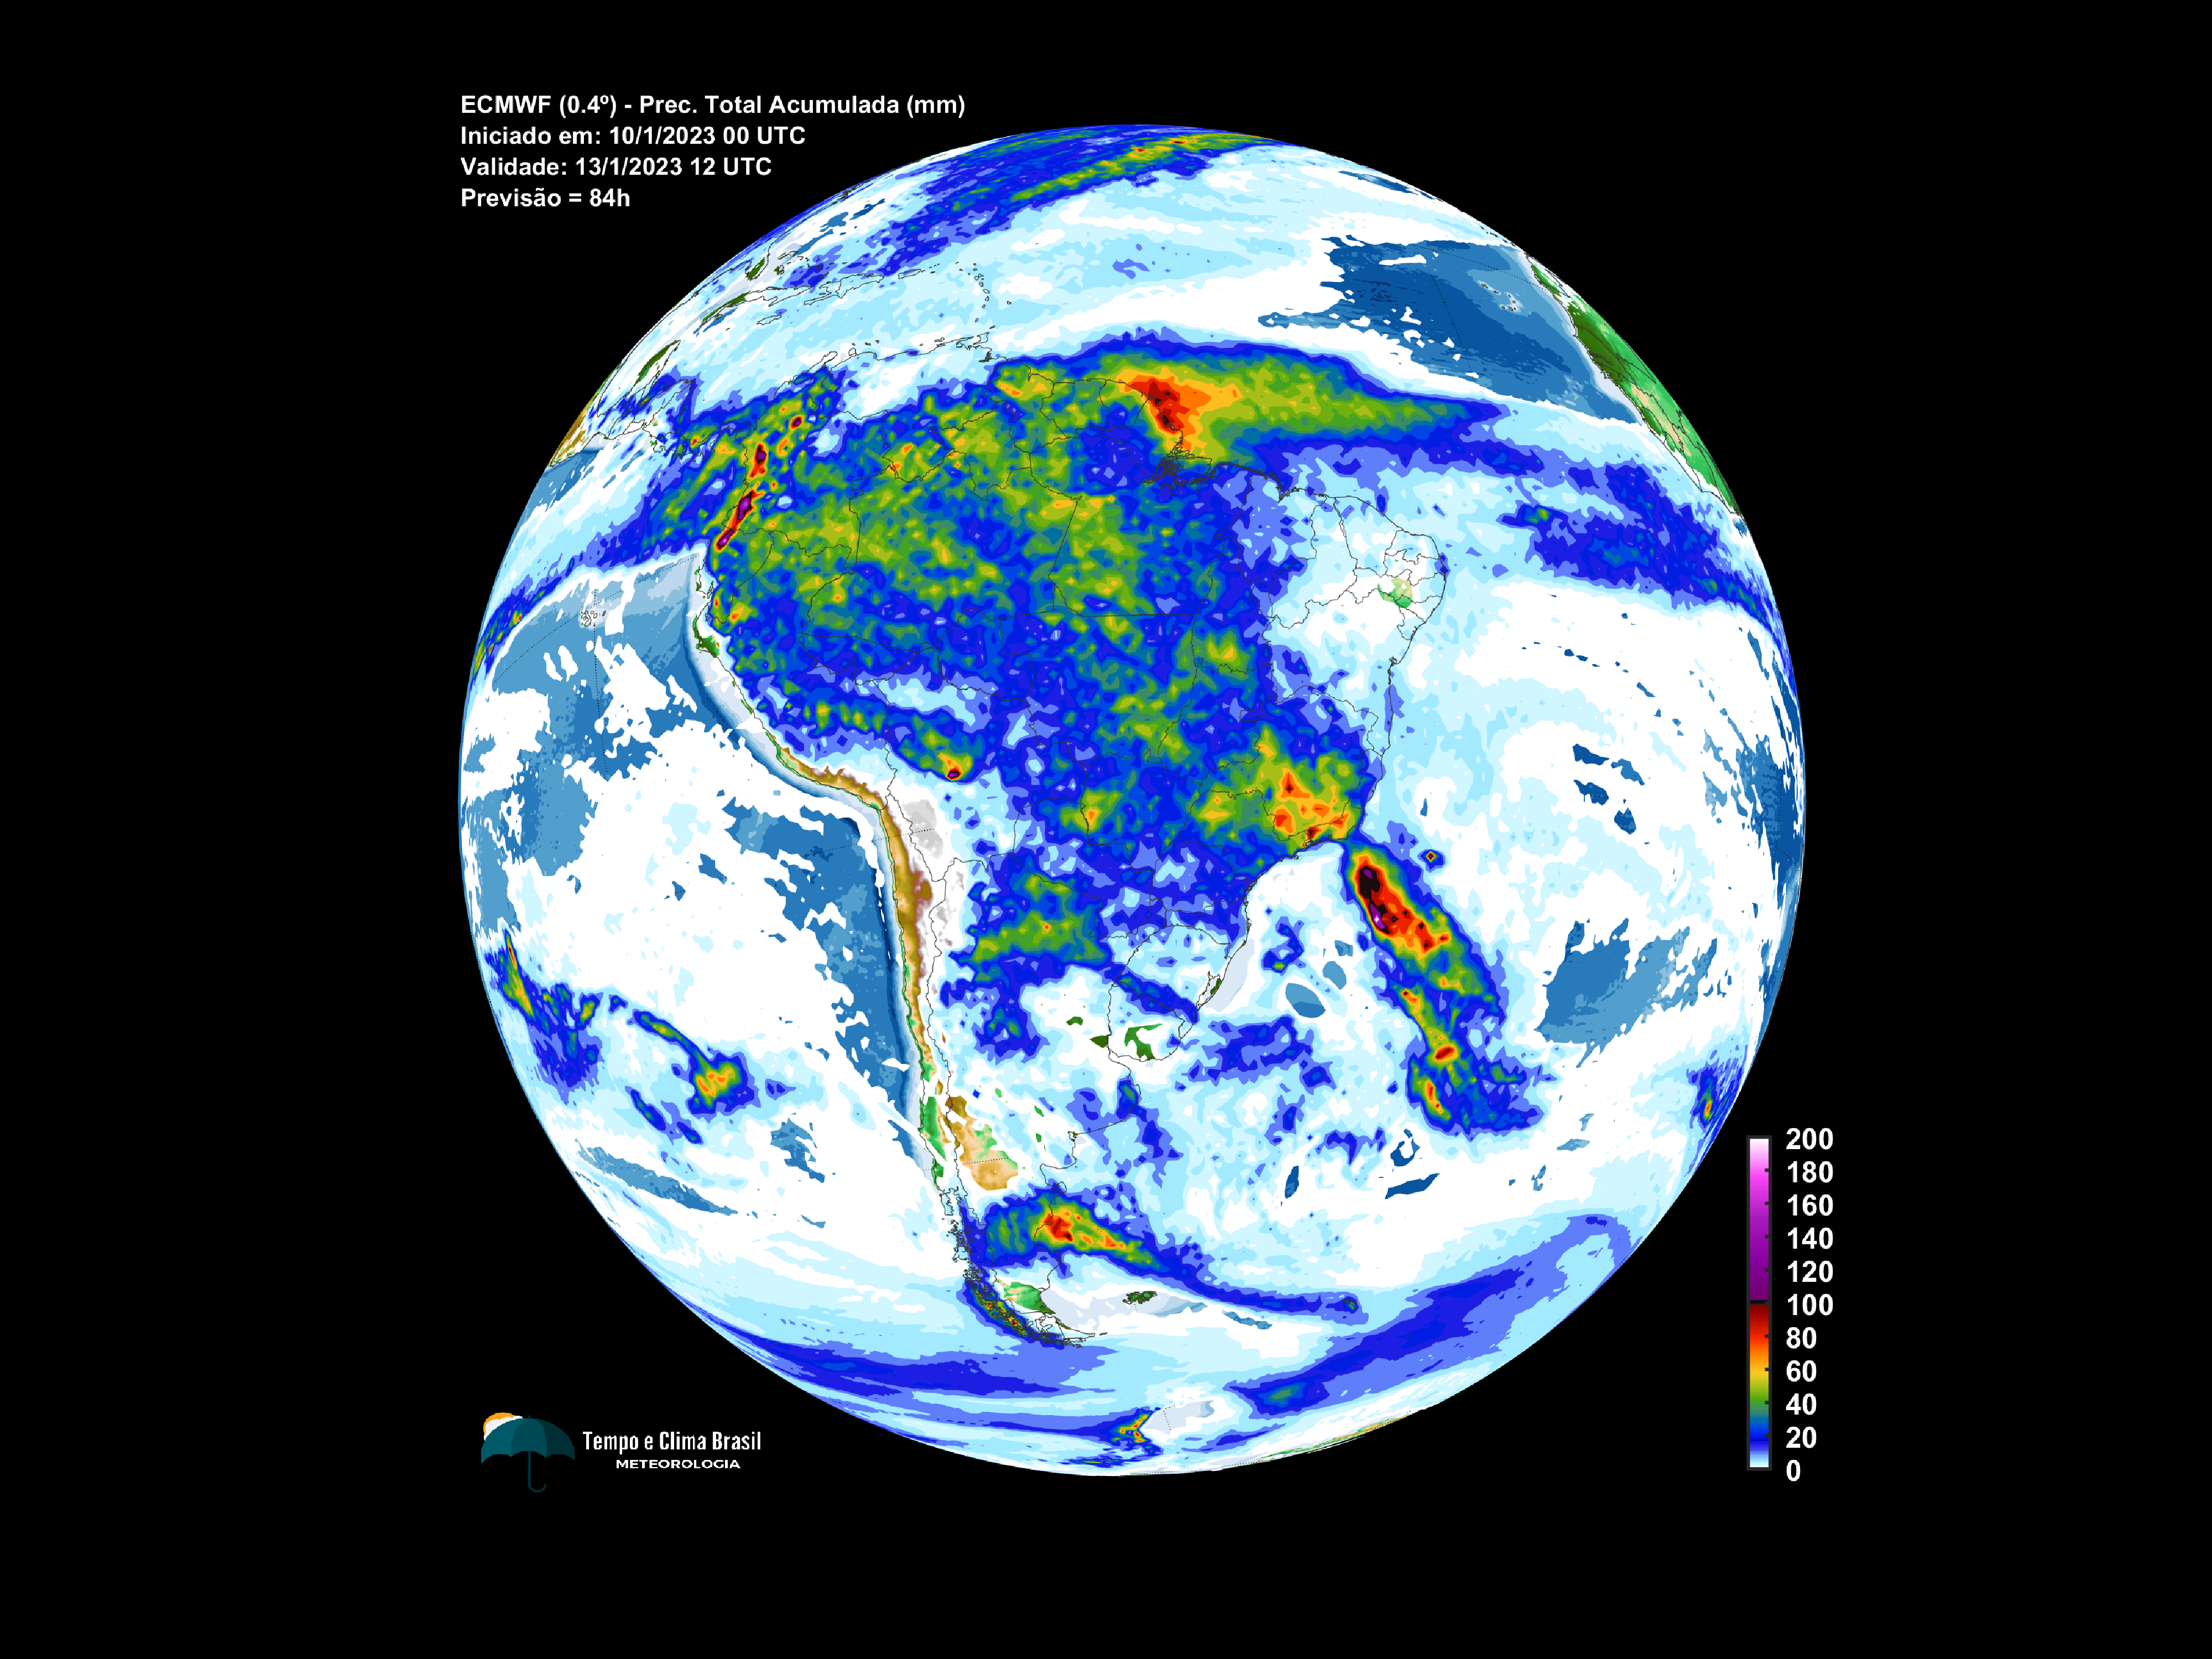 ECMWF (0.4º) - Prec. Total Acumulada (mm)
Iniciado em: 10/1/2023 00 UTC
Validade: 13/1/2023 12 UTC
Previsão = 84h
200
180
160
140
120
100
80
60
40
20
0
Tempo e Clima Brasil
METEOROLOGIA